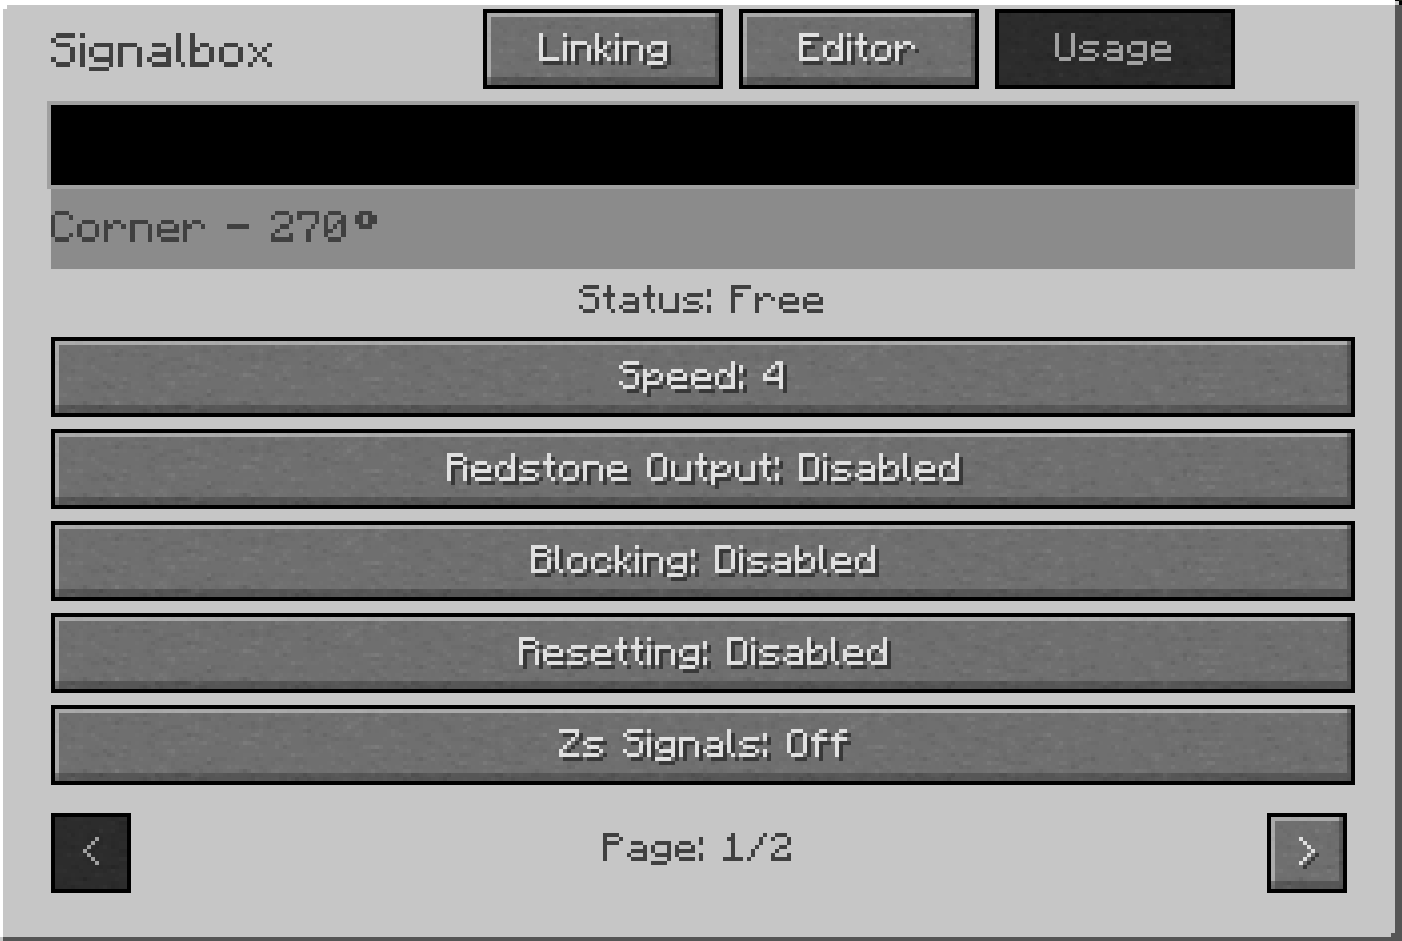 Signalbox
Linking
Editor
Usage
Corner - 270°
Status: Free
Speed: 4
Redstone Output: Disabled
Blocking: Disabled
Resetting: Disabled
Zs Signals: Off
<
Page: 1/2
>